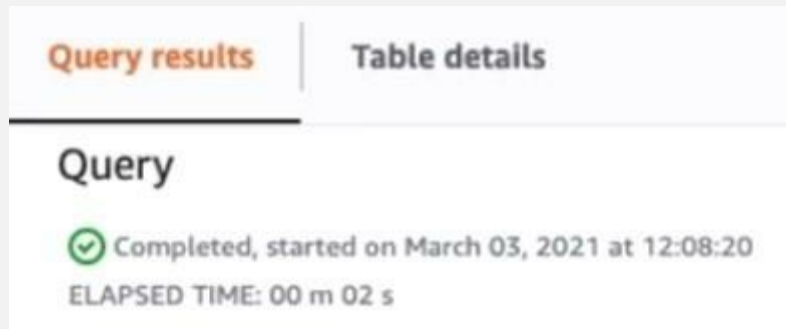 Query results
Table details
Query
Completed, started on March 03, 2021 at 12:08:20
ELAPSED TIME: 00 m 02 s